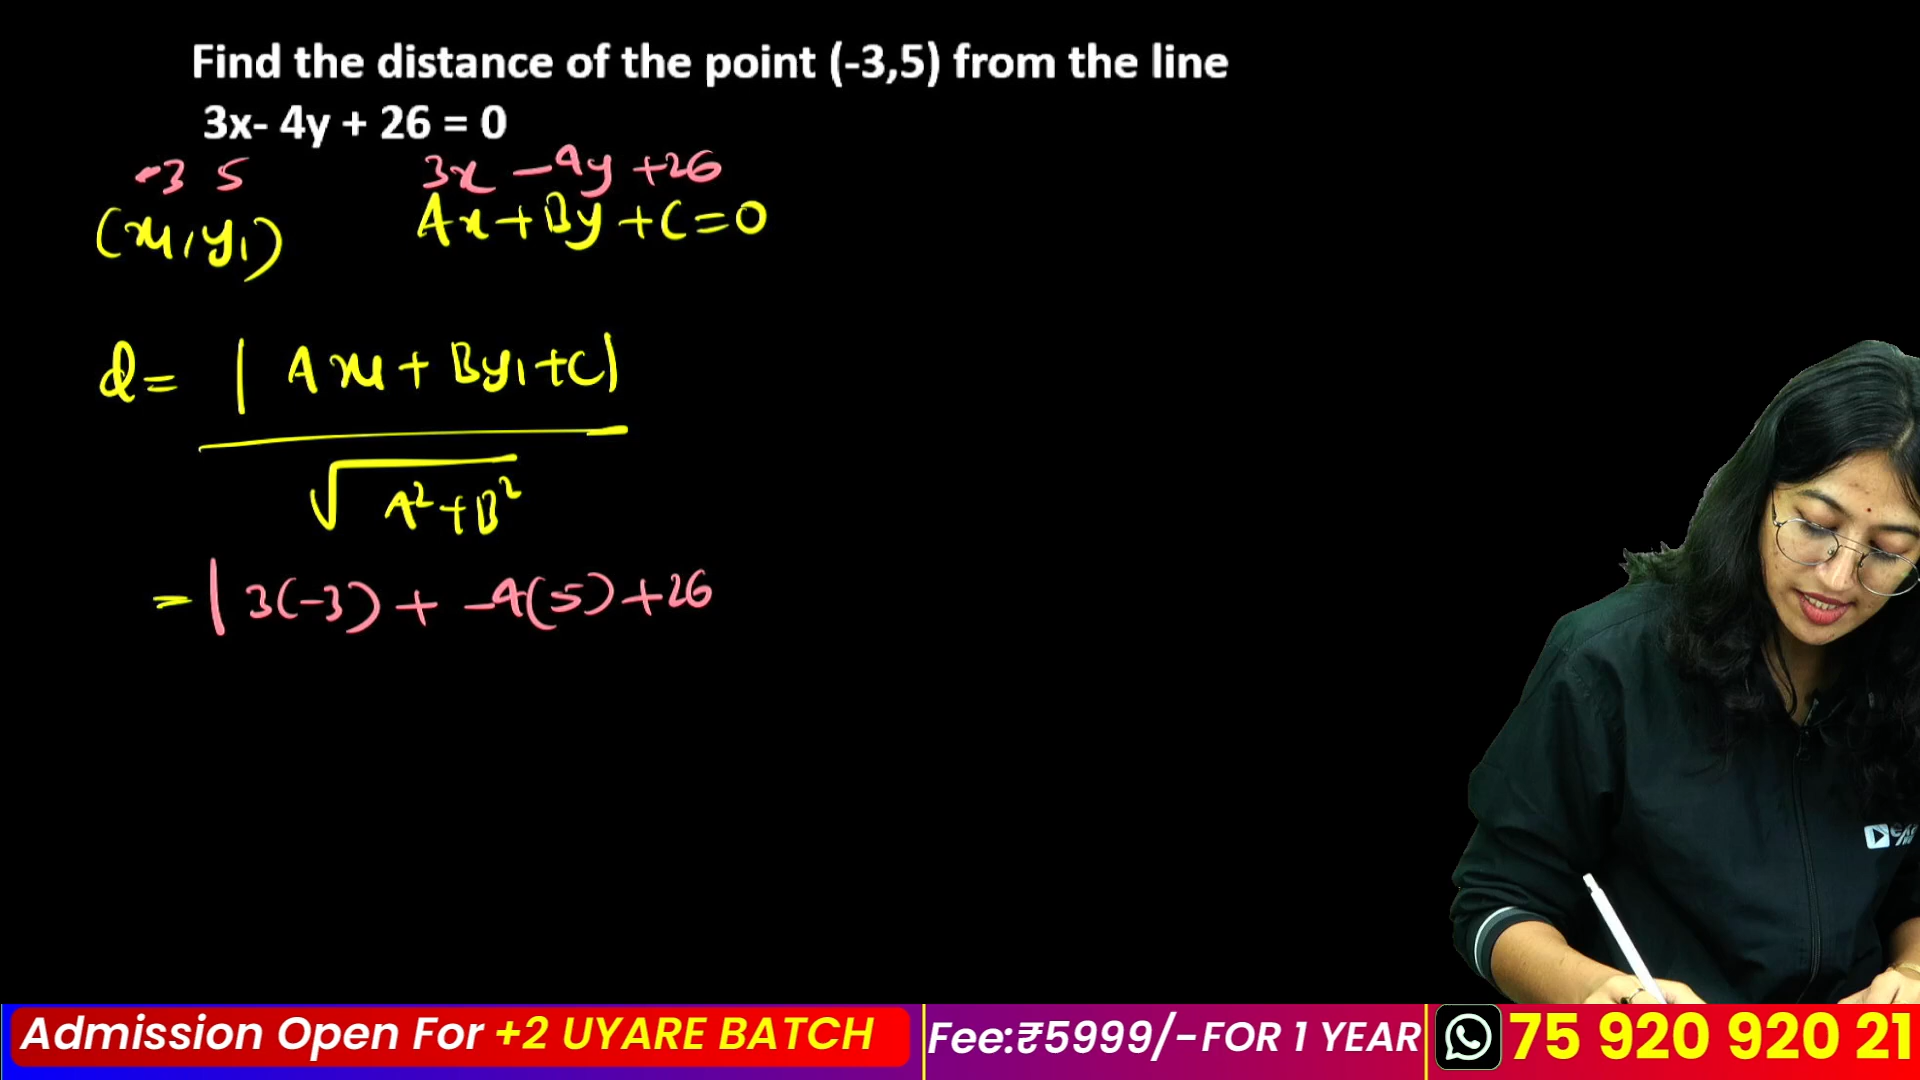 Find the distance of the point (-3,5) from the line
3x- 4y + 26 = 0
-3 5 3x -4y +26
(x₁, y₁) Ax+By+C=0
d= | Ax₁ + By₁+C|
√A²+B²
= | 3(-3) + -4(5) +26
Admission Open For +2 UYARE BATCH
Fee:₹5999/-FOR 1 YEAR
75 920 920 21